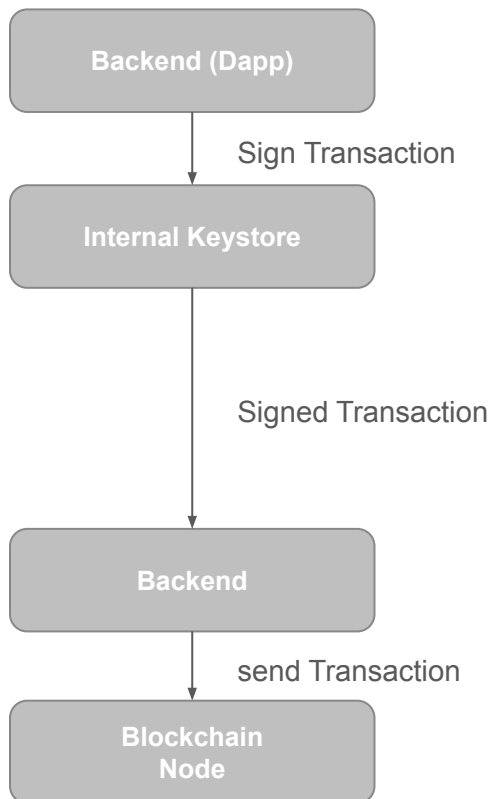 Backend (Dapp)
Sign Transaction
Internal Keystore
Signed Transaction
Backend
send Transaction
Blockchain
Node